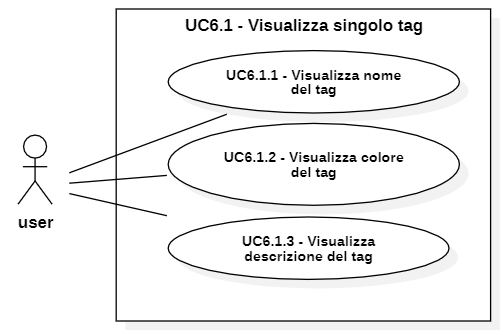 UC6.1 - Visualizza singolo tag
UC6.1.1 - Visualizza nome
del tag
UC6.1.2 - Visualizza colore
del tag
user
UC6.1.3 - Visualizza
descrizione del tag